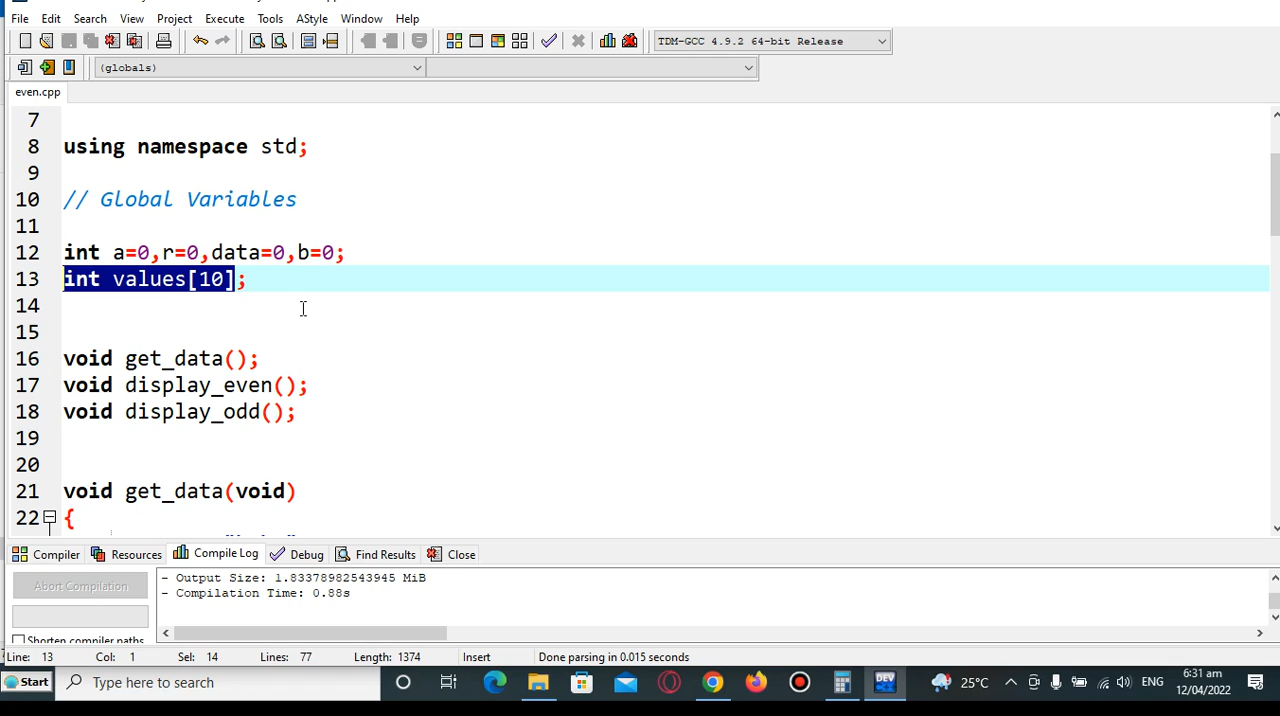 File Edit Search View Project Execute Tools AStyle Window Help
TDM-GCC 4.9.2 64-bit Release
(globals)
even.cpp
7
8 using namespace std;
9
10 // Global Variables
11
12 int a=0,r=0,data=0,b=0;
13 int values[10];
14
15
16 void get_data();
17 void display_even();
18 void display_odd();
19
20
21 void get_data(void)
22 {
Compiler Resources Compile Log Debug Find Results Close
Abort Compilation
- Output Size: 1.83378982543945 MiB
- Compilation Time: 0.88s
Shorten compiler paths
Line: 13 Col: 1 Sel: 14 Lines: 77 Length: 1374 Insert Done parsing in 0.015 seconds
Start Type here to search DEV 25°C ENG 6:31 am
12/04/2022